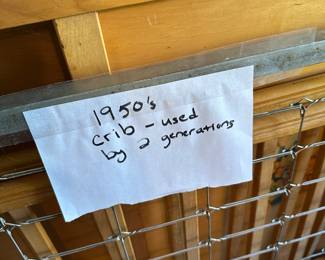 1950's
crib - used
by 2 generations